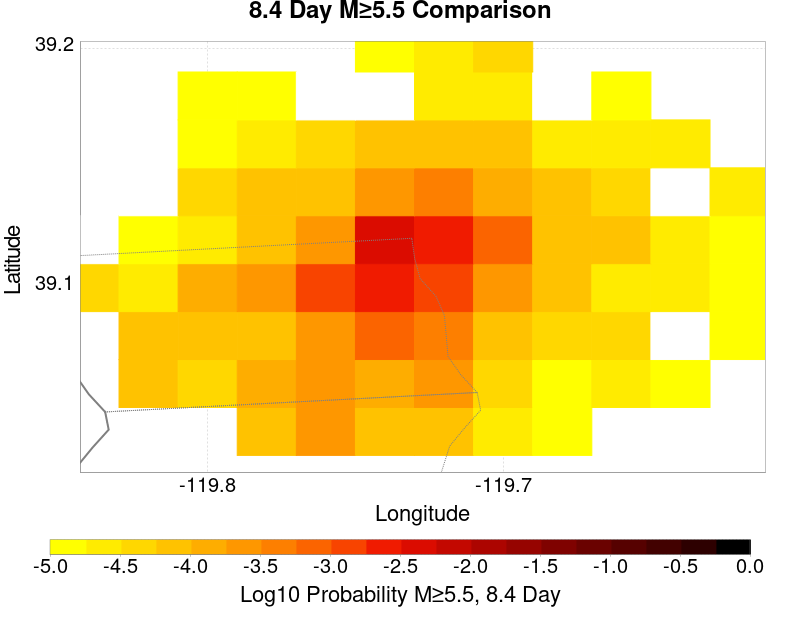 8.4 Day M≥5.5 Comparison
39.2
39.1
Latitude
-119.8 -119.7
Longitude
-5.0 -4.5 -4.0 -3.5 -3.0 -2.5 -2.0 -1.5 -1.0 -0.5 0.0
Log10 Probability M≥5.5, 8.4 Day